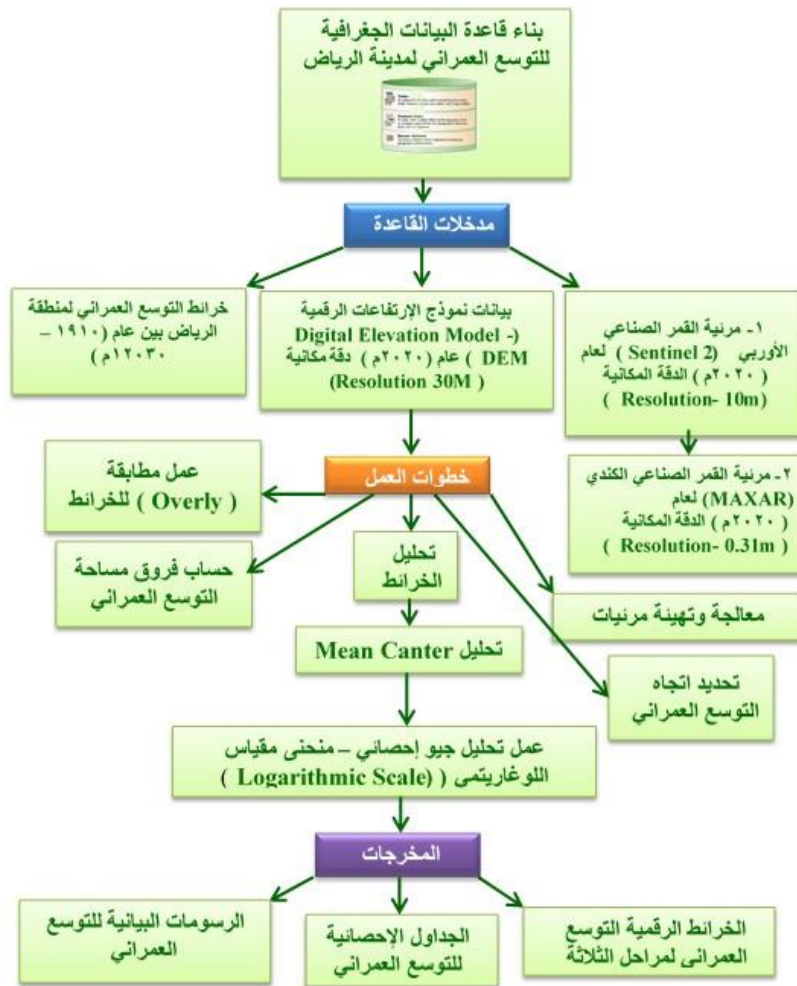 بناء قاعدة البيانات الجغرافية
للتوسع العمراني لمدينة الرياض
مدخلات القاعدة
١- مرئية القمر الصناعي
الأوربي (Sentinel 2 ) لعام
( ٢٠٢٠م ) الدقة المكانية
( Resolution- 10m)
بيانات نموذج الإرتفاعات الرقمية
Digital Elevation Model -)
DEM ) عام (٢٠٢٠م ) دقة مكانية
(Resolution 30M )
خرائط التوسع العمراني لمنطقة
الرياض بين عام (١٩١٠ –
١٢٠٣٠م )
٢- مرئية القمر الصناعي الكندي
(MAXAR) لعام
( ٢٠٢٠م ) الدقة المكانية
( Resolution- 0.31m )
خطوات العمل
عمل مطابقة
( Overly ) للخرائط
حساب فروق مساحة
التوسع العمراني
تحليل
الخرائط
معالجة وتهيئة مرئيات
تحليل Mean Canter
تحديد اتجاه
التوسع العمراني
عمل تحليل جيو إحصائي – منحنى مقياس
اللوغاريتمى ( (Logarithmic Scale )
المخرجات
الخرائط الرقمية التوسع
العمرانى لمراحل الثلاثة
الجداول الإحصائية
للتوسع العمراني
الرسومات البيانية للتوسع
العمراني